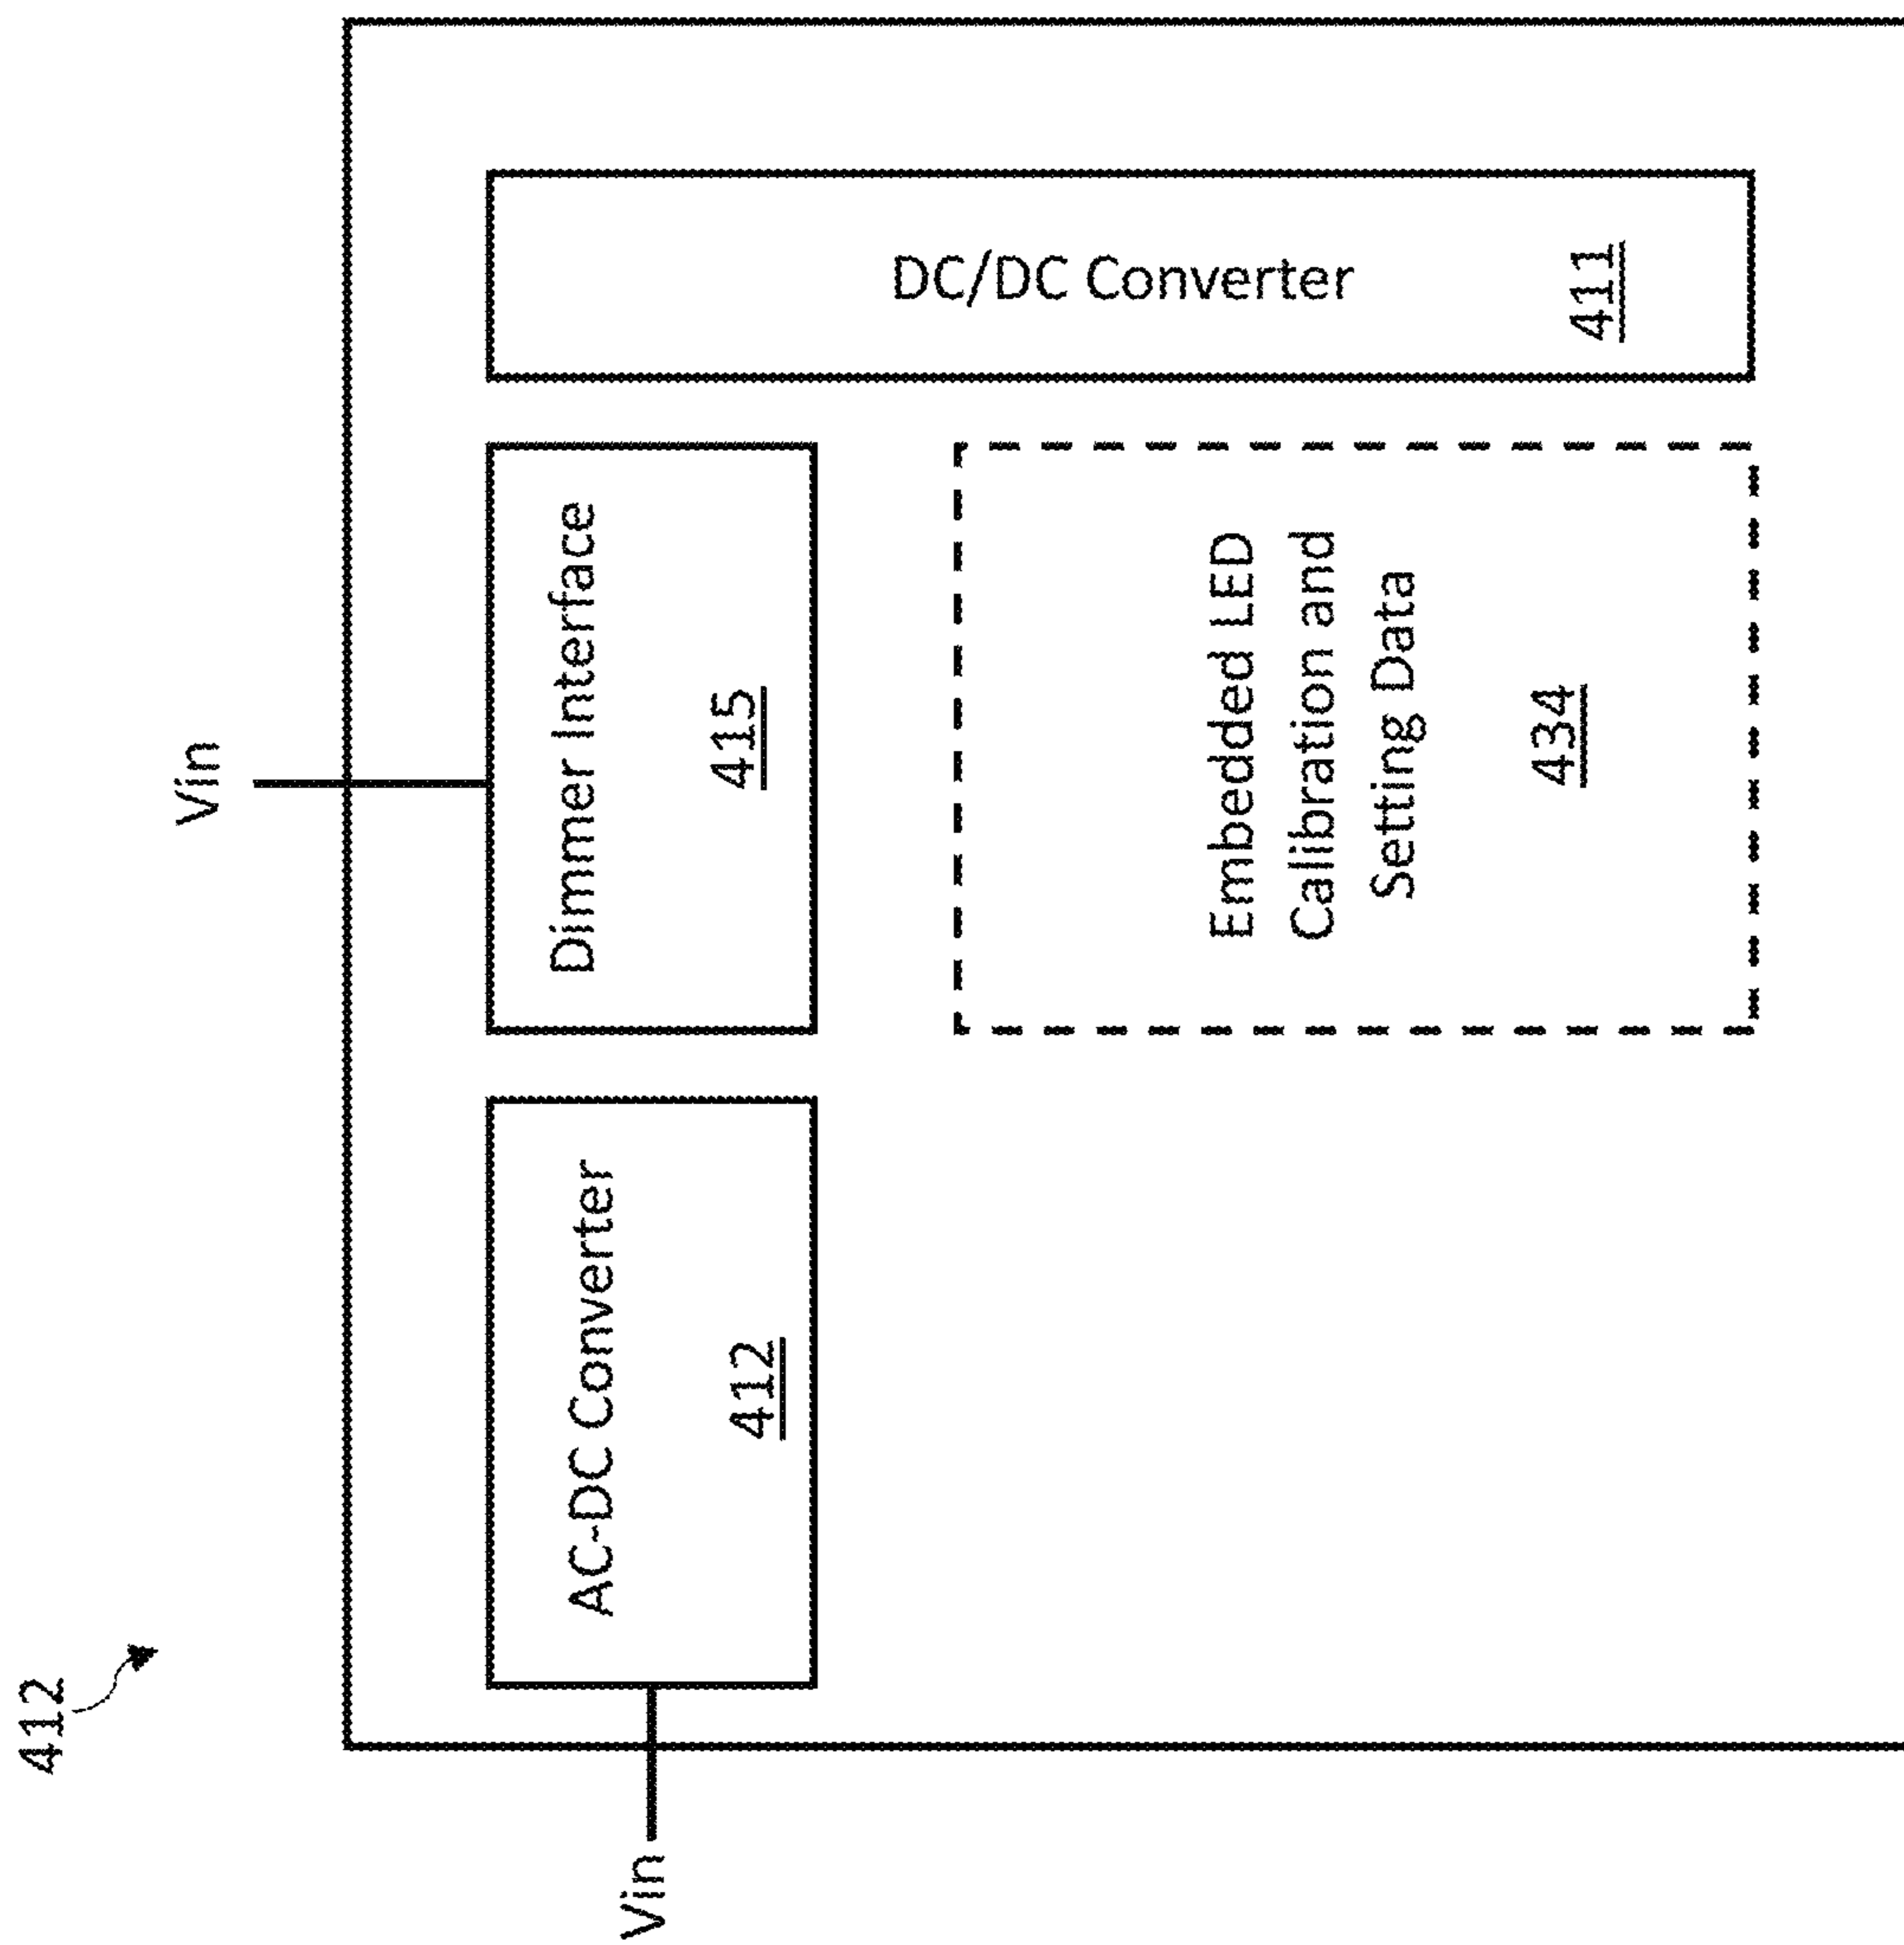 412
Vin
Vin
AC-DC Converter
412
Dimmer Interface
415
DC/DC Converter
411
Embedded LED
Calibration and
Setting Data
434